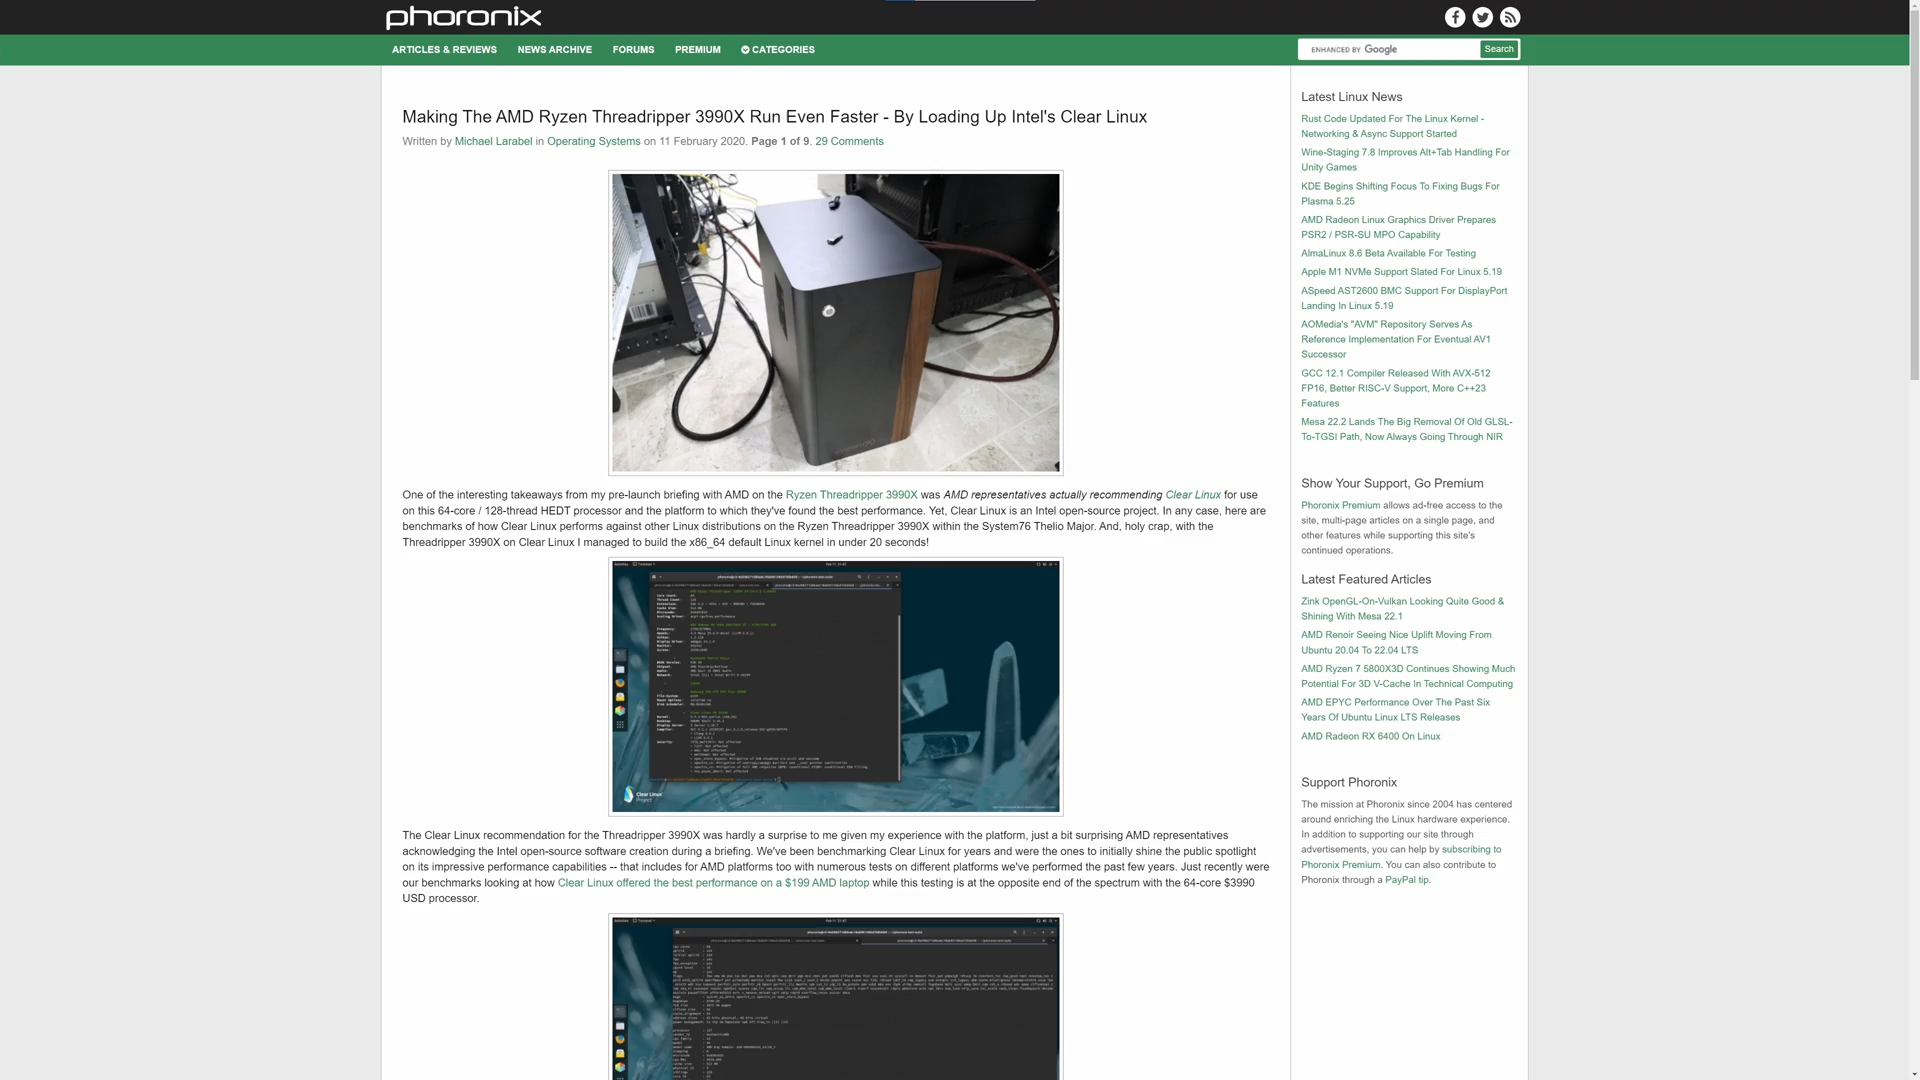 phoronix
ARTICLES & REVIEWS
NEWS ARCHIVE
FORUMS
PREMIUM
CATEGORIES
ENHANCED BY Google
Search
Making The AMD Ryzen Threadripper 3990X Run Even Faster - By Loading Up Intel's Clear Linux
Written by Michael Larabel in Operating Systems on 11 February 2020. Page 1 of 9. 29 Comments
One of the interesting takeaways from my pre-launch briefing with AMD on the Ryzen Threadripper 3990X was AMD representatives actually recommending Clear Linux for use
on this 64-core / 128-thread HEDT processor and the platform to which they've found the best performance. Yet, Clear Linux is an Intel open-source project. In any case, here are
benchmarks of how Clear Linux performs against other Linux distributions on the Ryzen Threadripper 3990X within the System76 Thelio Major. And, holy crap, with the
Threadripper 3990X on Clear Linux I managed to build the x86_64 default Linux kernel in under 20 seconds!
Clear Linux
Project
The Clear Linux recommendation for the Threadripper 3990X was hardly a surprise to me given my experience with the platform, just a bit surprising AMD representatives
acknowledging the Intel open-source software creation during a briefing. We've been benchmarking Clear Linux for years and were the ones to initially shine the public spotlight
on its impressive performance capabilities -- that includes for AMD platforms too with numerous tests on different platforms we've performed the past few years. Just recently were
our benchmarks looking at how Clear Linux offered the best performance on a $199 AMD laptop while this testing is at the opposite end of the spectrum with the 64-core $3990
USD processor.
Latest Linux News
Rust Code Updated For The Linux Kernel -
Networking & Async Support Started
Wine-Staging 7.8 Improves Alt+Tab Handling For
Unity Games
KDE Begins Shifting Focus To Fixing Bugs For
Plasma 5.25
AMD Radeon Linux Graphics Driver Prepares
PSR2 / PSR-SU MPO Capability
AlmaLinux 8.6 Beta Available For Testing
Apple M1 NVMe Support Slated For Linux 5.19
ASpeed AST2600 BMC Support For DisplayPort
Landing In Linux 5.19
AOMedia's "AVM" Repository Serves As
Reference Implementation For Eventual AV1
Successor
GCC 12.1 Compiler Released With AVX-512
FP16, Better RISC-V Support, More C++23
Features
Mesa 22.2 Lands The Big Removal Of Old GLSL-
To-TGSI Path, Now Always Going Through NIR
Show Your Support, Go Premium
Phoronix Premium allows ad-free access to the
site, multi-page articles on a single page, and
other features while supporting this site's
continued operations.
Latest Featured Articles
Zink OpenGL-On-Vulkan Looking Quite Good &
Shining With Mesa 22.1
AMD Renoir Seeing Nice Uplift Moving From
Ubuntu 20.04 To 22.04 LTS
AMD Ryzen 7 5800X3D Continues Showing Much
Potential For 3D V-Cache In Technical Computing
AMD EPYC Performance Over The Past Six
Years Of Ubuntu Linux LTS Releases
AMD Radeon RX 6400 On Linux
Support Phoronix
The mission at Phoronix since 2004 has centered
around enriching the Linux hardware experience.
In addition to supporting our site through
advertisements, you can help by subscribing to
Phoronix Premium. You can also contribute to
Phoronix through a PayPal tip.